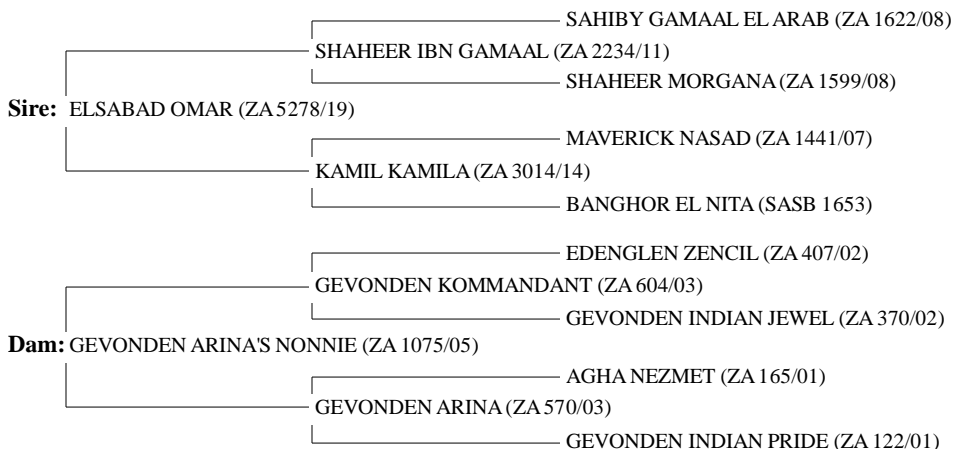 SAHIBY GAMAAL EL ARAB (ZA 1622/08)
SHAHEER IBN GAMAAL (ZA 2234/11)
SHAHEER MORGANA (ZA 1599/08)
Sire: ELSABAD OMAR (ZA 5278/19)
MAVERICK NASAD (ZA 1441/07)
KAMIL KAMILA (ZA 3014/14)
BANGHOR EL NITA (SASB 1653)
EDENGLEN ZENCIL (ZA 407/02)
GEVONDEN KOMMANDANT (ZA 604/03)
GEVONDEN INDIAN JEWEL (ZA 370/02)
Dam: GEVONDEN ARINA'S NONNIE (ZA 1075/05)
AGHA NEZMET (ZA 165/01)
GEVONDEN ARINA (ZA 570/03)
GEVONDEN INDIAN PRIDE (ZA 122/01)